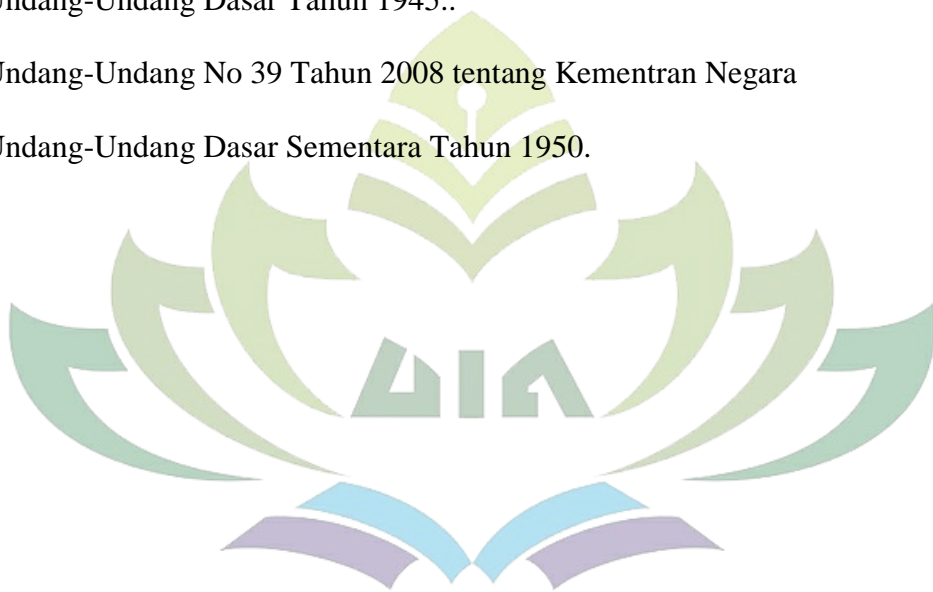 Undang-Undang Dasar Tahun 1945..
Undang-Undang No 39 Tahun 2008 tentang Kementran Negara
Undang-Undang Dasar Sementara Tahun 1950.
UIN